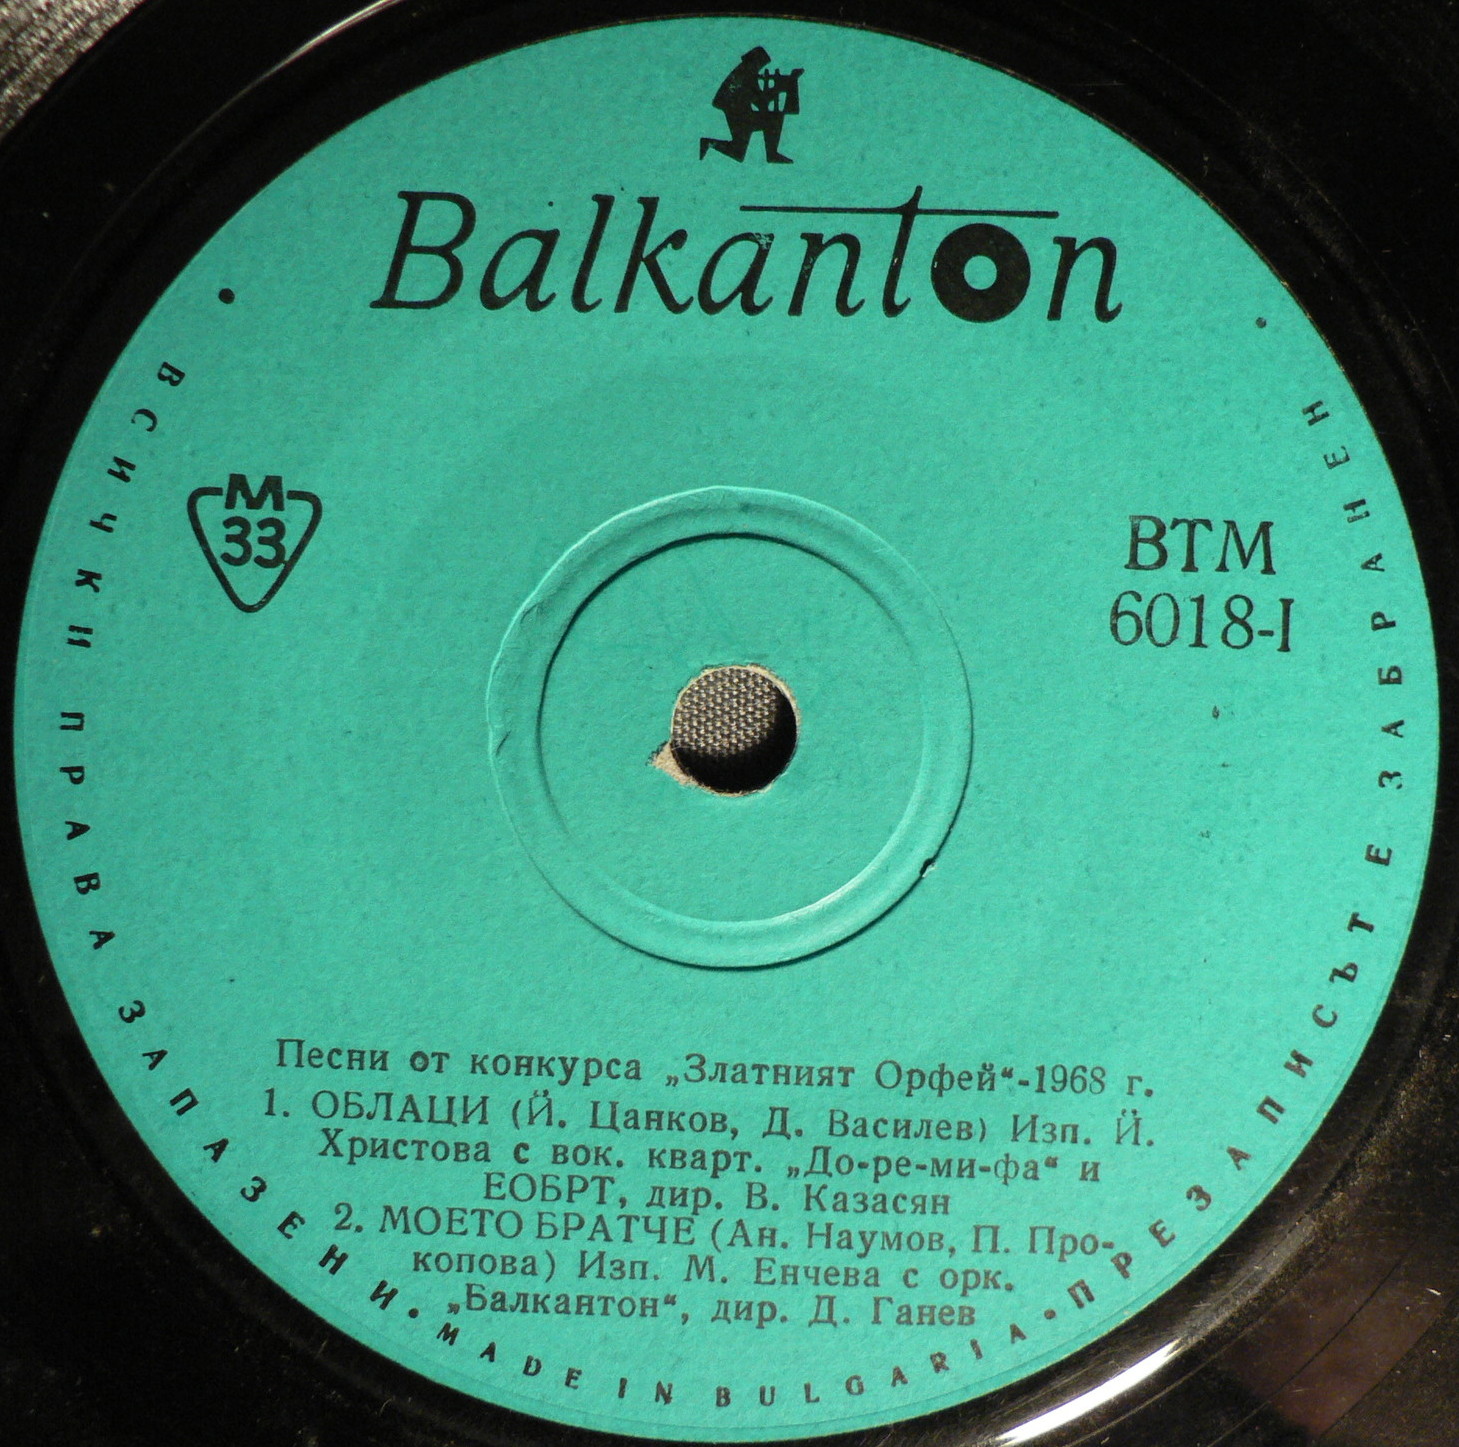 Balkanton
М
33
ВТМ
6018-I
Песни от конкурса „Златният Орфей“-1968 г.
1. ОБЛАЦИ (Й. Цанков, Д. Василев) Изп. Й.
Христова с вок. кварт. „До-ре-ми-фа“ и
ЕОБРТ, дир. В. Казасян
2. МОЕТО БРАТЧЕ (Ан. Наумов, П. Про-
копова) Изп. М. Енчева с орк.
„Балкантон“, дир. Д. Ганев
• ВСИЧКИ ПРАВА ЗАПАЗЕНИ • MADE IN BULGARIA • ПРЕЗАПИСЪТ Е ЗАБРАНЕН •